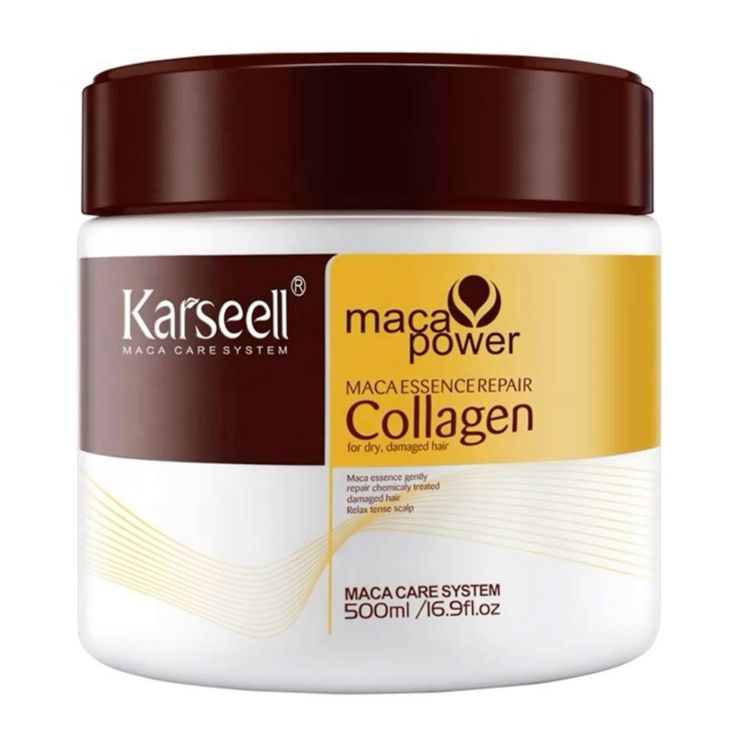 Karseell®
MACA CARE SYSTEM
maca
power
MACA ESSENCE REPAIR
Collagen
for dry, damaged hair
Maca essence gently
repair chemicaly treated
damaged hair
Relax tense scalp
MACA CARE SYSTEM
500ml /16.9fl.oz